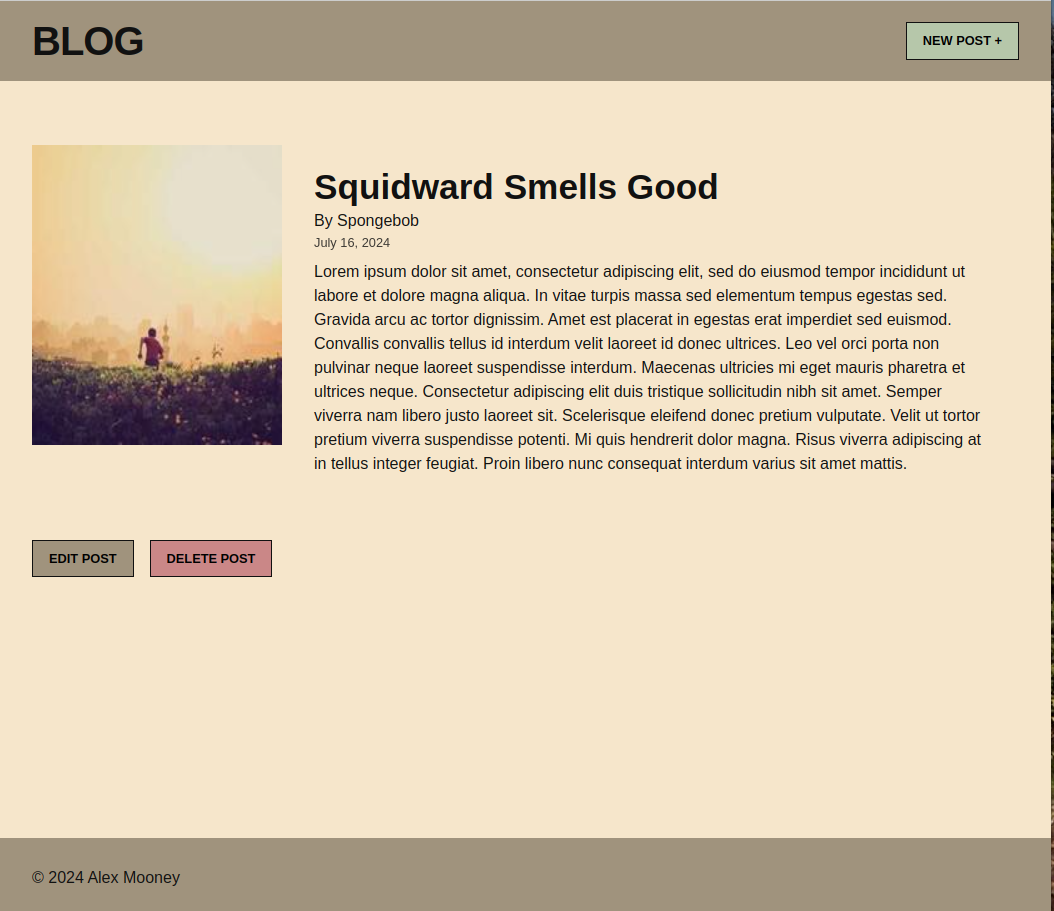 BLOG
NEW POST +
Squidward Smells Good
By Spongebob
July 16, 2024
Lorem ipsum dolor sit amet, consectetur adipiscing elit, sed do eiusmod tempor incididunt ut
labore et dolore magna aliqua. In vitae turpis massa sed elementum tempus egestas sed.
Gravida arcu ac tortor dignissim. Amet est placerat in egestas erat imperdiet sed euismod.
Convallis convallis tellus id interdum velit laoreet id donec ultrices. Leo vel orci porta non
pulvinar neque laoreet suspendisse interdum. Maecenas ultricies mi eget mauris pharetra et
ultrices neque. Consectetur adipiscing elit duis tristique sollicitudin nibh sit amet. Semper
viverra nam libero justo laoreet sit. Scelerisque eleifend donec pretium vulputate. Velit ut tortor
pretium viverra suspendisse potenti. Mi quis hendrerit dolor magna. Risus viverra adipiscing at
in tellus integer feugiat. Proin libero nunc consequat interdum varius sit amet mattis.
EDIT POST
DELETE POST
© 2024 Alex Mooney